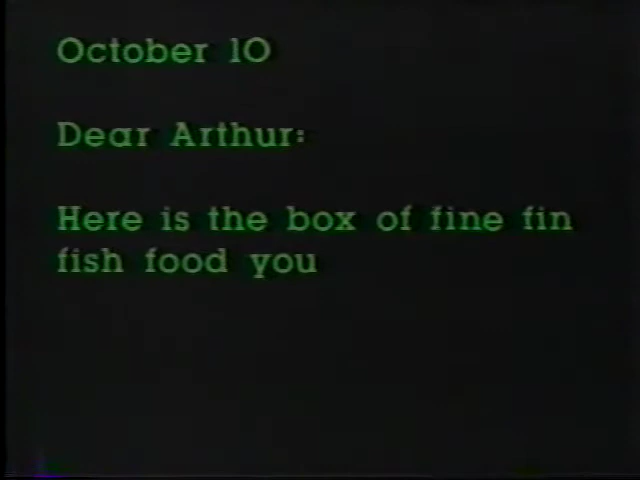 October 10
Dear Arthur:
Here is the box of fine fin
fish food you